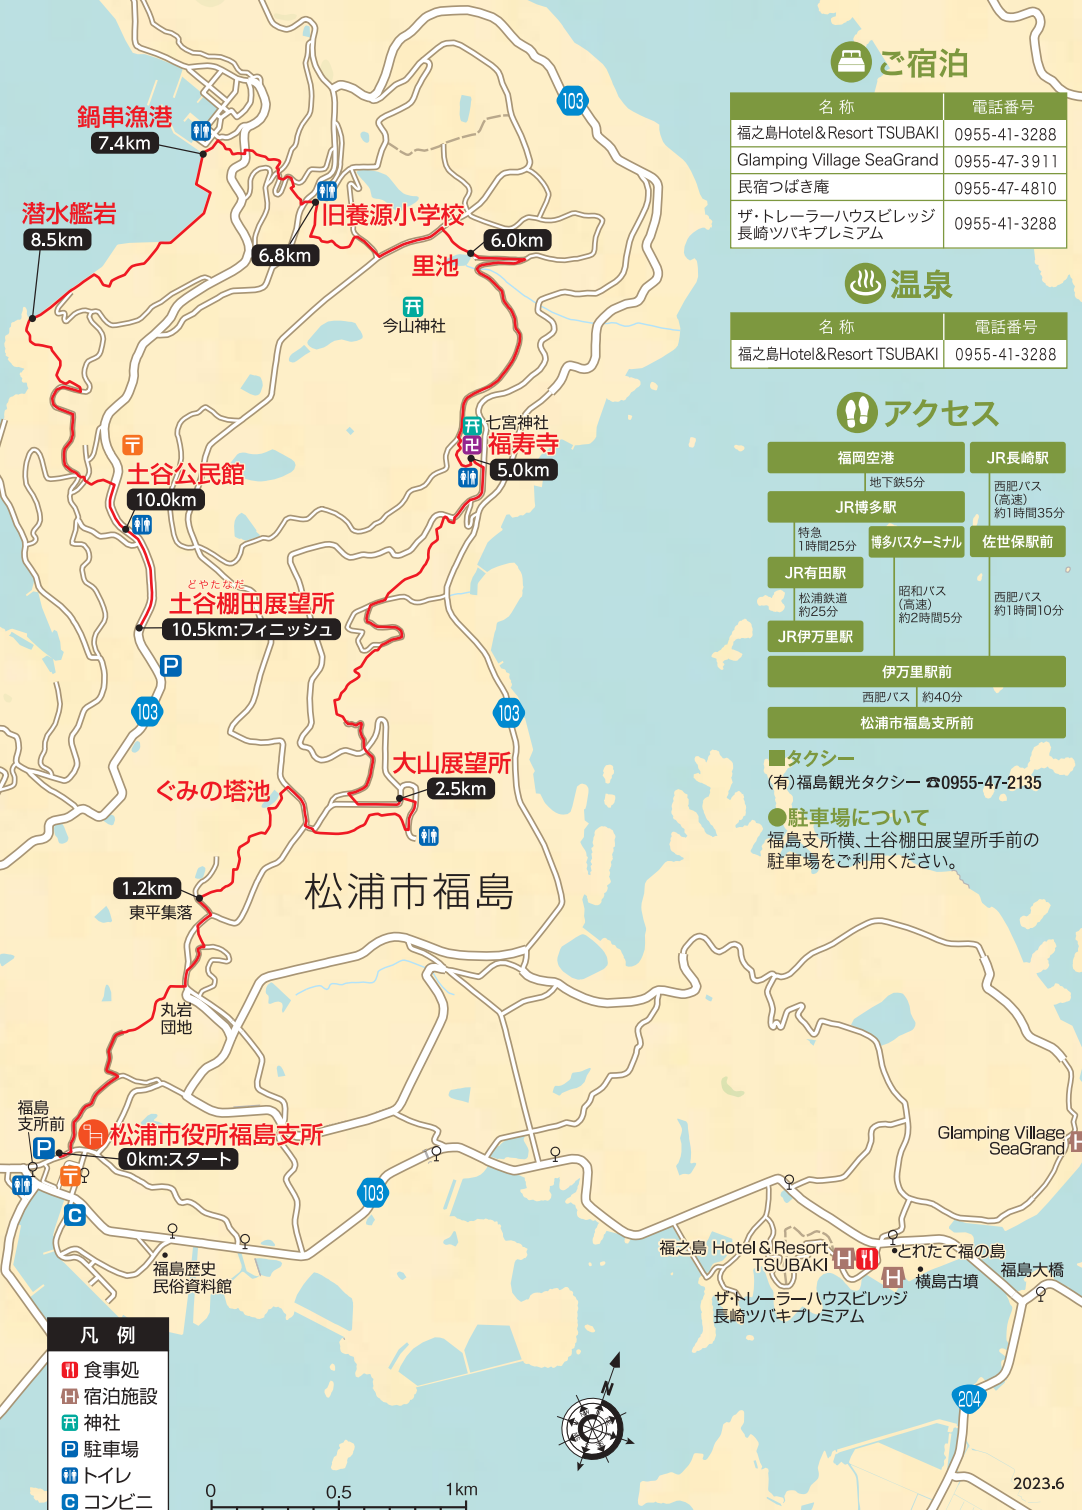 ご宿泊
名 称 電話番号
福之島Hotel&Resort TSUBAKI 0955-41-3288
Glamping Village SeaGrand 0955-47-3911
民宿つばき庵 0955-47-4810
ザ・トレーラーハウスビレッジ
長崎ツバキプレミアム 0955-41-3288
温泉
名 称 電話番号
福之島Hotel&Resort TSUBAKI 0955-41-3288
アクセス
福岡空港
地下鉄5分
JR博多駅
特急
1時間25分
JR有田駅
松浦鉄道
約25分
JR伊万里駅
博多バスターミナル
昭和バス
(高速)
約2時間5分
JR長崎駅
西肥バス
(高速)
約1時間35分
佐世保駅前
西肥バス
約1時間10分
伊万里駅前
西肥バス 約40分
松浦市福島支所前
■タクシー
(有)福島観光タクシー ☎0955-47-2135
●駐車場について
福島支所横、土谷棚田展望所手前の
駐車場をご利用ください。
103
鍋串漁港
7.4km
潜水艦岩
8.5km
旧養源小学校
6.8km
6.0km
里池
今山神社
七宮神社
福寿寺
5.0km
土谷公民館
10.0km
どやたなだ
土谷棚田展望所
10.5km:フィニッシュ
P
103
103
大山展望所
2.5km
ぐみの塔池
1.2km
東平集落
松浦市福島
丸岩
団地
福島
支所前
P
松浦市役所福島支所
0km:スタート
C
103
福島歴史
民俗資料館
Glamping Village
SeaGrand
H
福之島 Hotel&Resort
TSUBAKI
H
とれたて福の島
H
横島古墳
福島大橋
ザ・トレーラーハウスビレッジ
長崎ツバキプレミアム
204
凡 例
食事処
H 宿泊施設
神社
P 駐車場
トイレ
C コンビニ
N
0 0.5 1km
2023.6